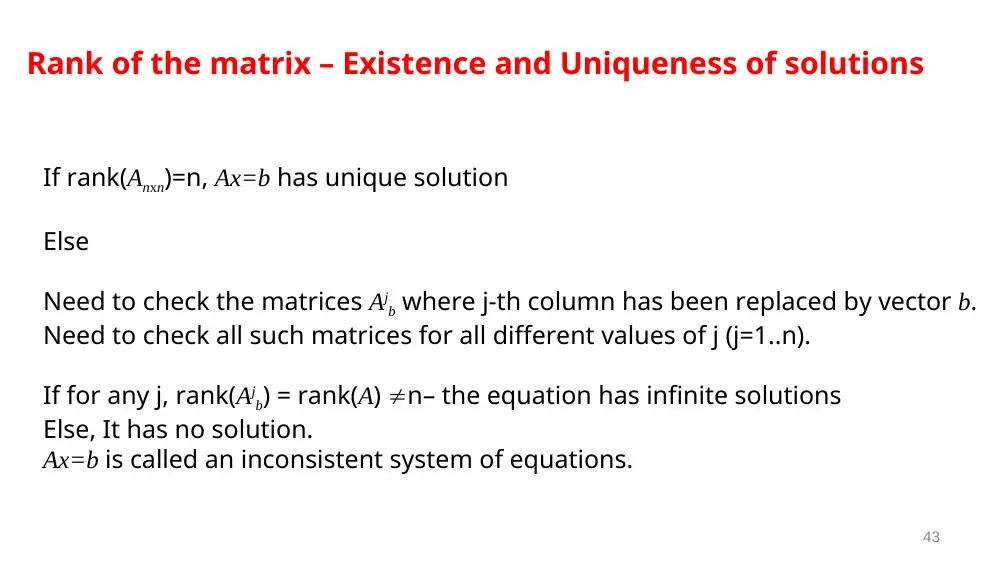 Rank of the matrix – Existence and Uniqueness of solutions
If rank(Anxn)=n, Ax=b has unique solution
Else
Need to check the matrices Ajb where j-th column has been replaced by vector b.
Need to check all such matrices for all different values of j (j=1..n).
If for any j, rank(Ajb) = rank(A) ≠n– the equation has infinite solutions
Else, It has no solution.
Ax=b is called an inconsistent system of equations.
43